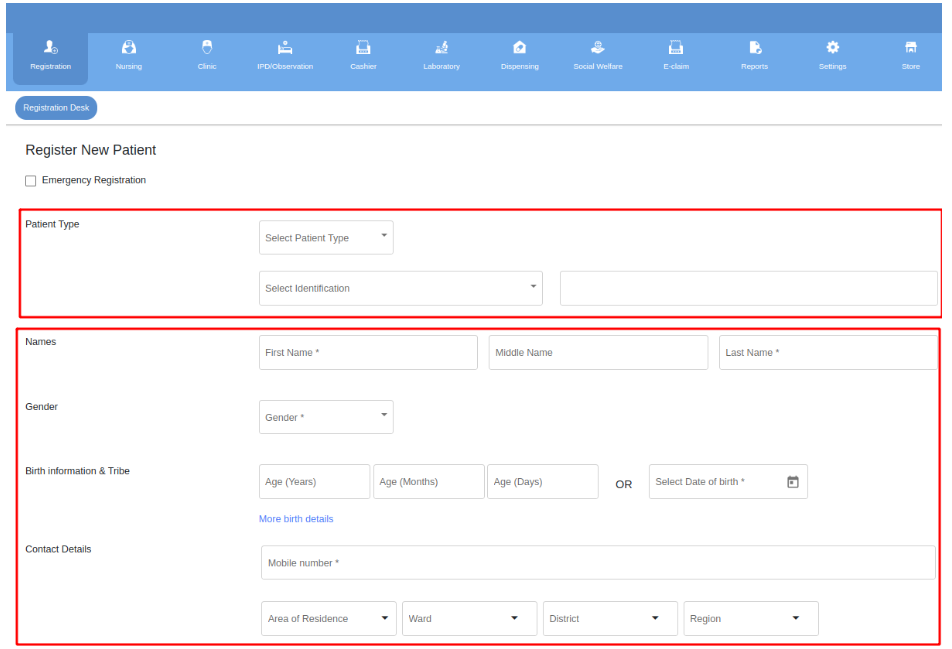 Registration Nursing Clinic IPD/Observation Cashier Laboratory Dispensing Social Welfare E-claim Reports Settings Store
Registration Desk
Register New Patient
Emergency Registration
Patient Type
Select Patient Type
Select Identification
Names
First Name * Middle Name Last Name *
Gender
Gender *
Birth information & Tribe
Age (Years) Age (Months) Age (Days) OR Select Date of birth *
More birth details
Contact Details
Mobile number *
Area of Residence Ward District Region